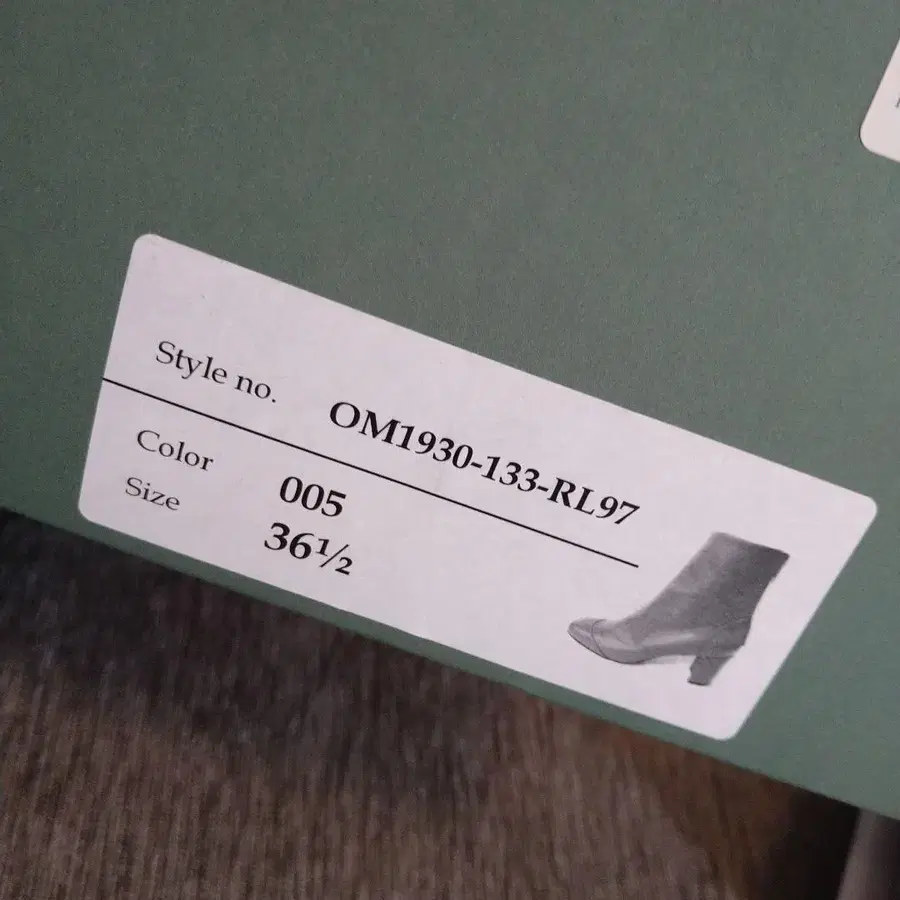 Style no. OM1930-133-RL97
Color 005
Size 36½